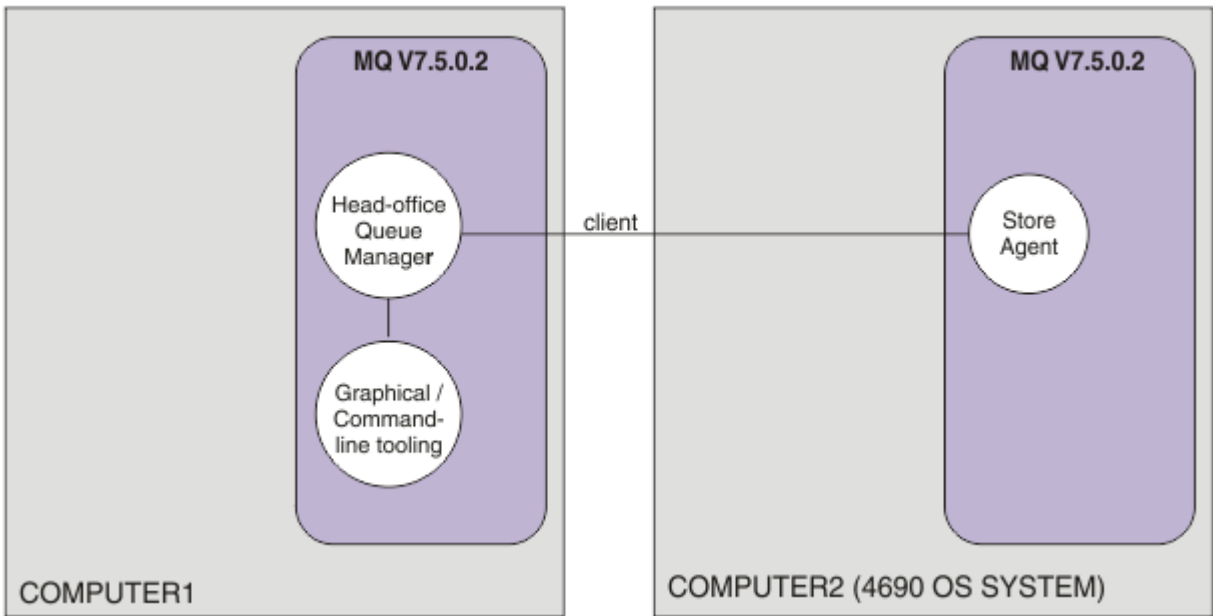 MQ V7.5.0.2
Head-office
Queue
Manager
Graphical /
Command-
line tooling
COMPUTER1
client
MQ V7.5.0.2
Store
Agent
COMPUTER2 (4690 OS SYSTEM)